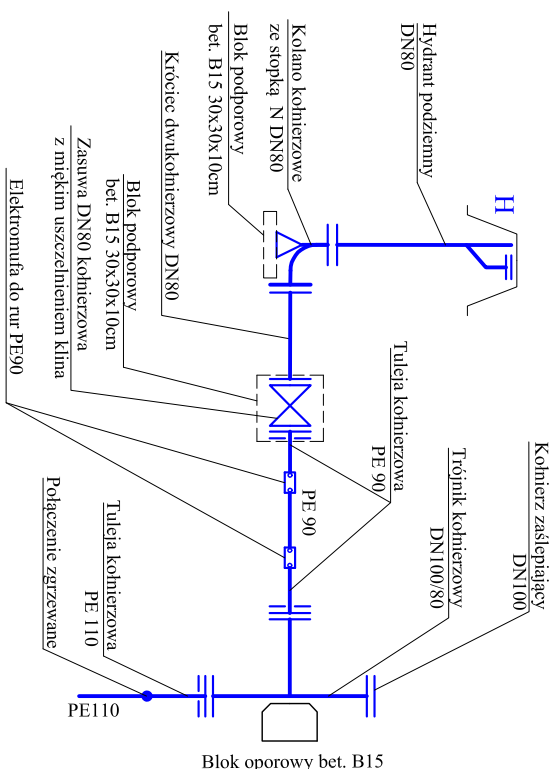 Hydrant podziemny
DN80
H
Kolano kołnierzowe
ze stopką N DN80
Blok podporowy
bet. B15 30x30x10cm
Króciec dwukołnierzowy DN80
Blok podporowy
bet. B15 30x30x10cm
Zasuwa DN80 kołnierzowa
z miękim uszczelnieniem klina
Elektromufa do rur PE90
Tuleja kołnierzowa
PE 90
PE 90
Kołnierz zaślepiający
DN100
Trójnik kołnierzowy
DN100/80
Tuleja kołnierzowa
PE 110
Połączenie zgrzewane
PE110
Blok oporowy bet. B15